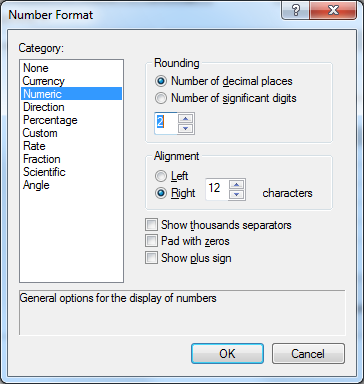 Number Format
?
Category:
None
Currency
Numeric
Direction
Percentage
Custom
Rate
Fraction
Scientific
Angle
Rounding
Number of decimal places
Number of significant digits
2
Alignment
Left
Right 12 characters
Show thousands separators
Pad with zeros
Show plus sign
General options for the display of numbers
OK Cancel